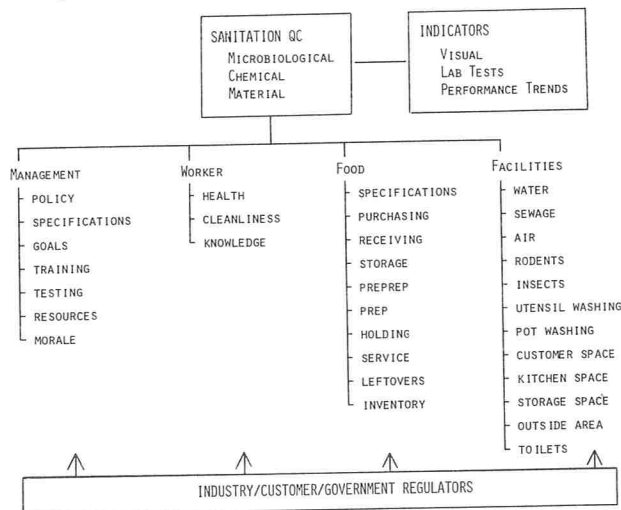 SANITATION QC
MICROBIOLOGICAL
CHEMICAL
MATERIAL
INDICATORS
VISUAL
LAB TESTS
PERFORMANCE TRENDS
MANAGEMENT
POLICY
SPECIFICATIONS
GOALS
TRAINING
TESTING
RESOURCES
MORALE
WORKER
HEALTH
CLEANLINESS
KNOWLEDGE
FOOD
SPECIFICATIONS
PURCHASING
RECEIVING
STORAGE
PREPREP
PREP
HOLDING
SERVICE
LEFTOVERS
INVENTORY
FACILITIES
WATER
SEWAGE
AIR
RODENTS
INSECTS
UTENSIL WASHING
POT WASHING
CUSTOMER SPACE
KITCHEN SPACE
STORAGE SPACE
OUTSIDE AREA
TOILETS
INDUSTRY/CUSTOMER/GOVERNMENT REGULATORS